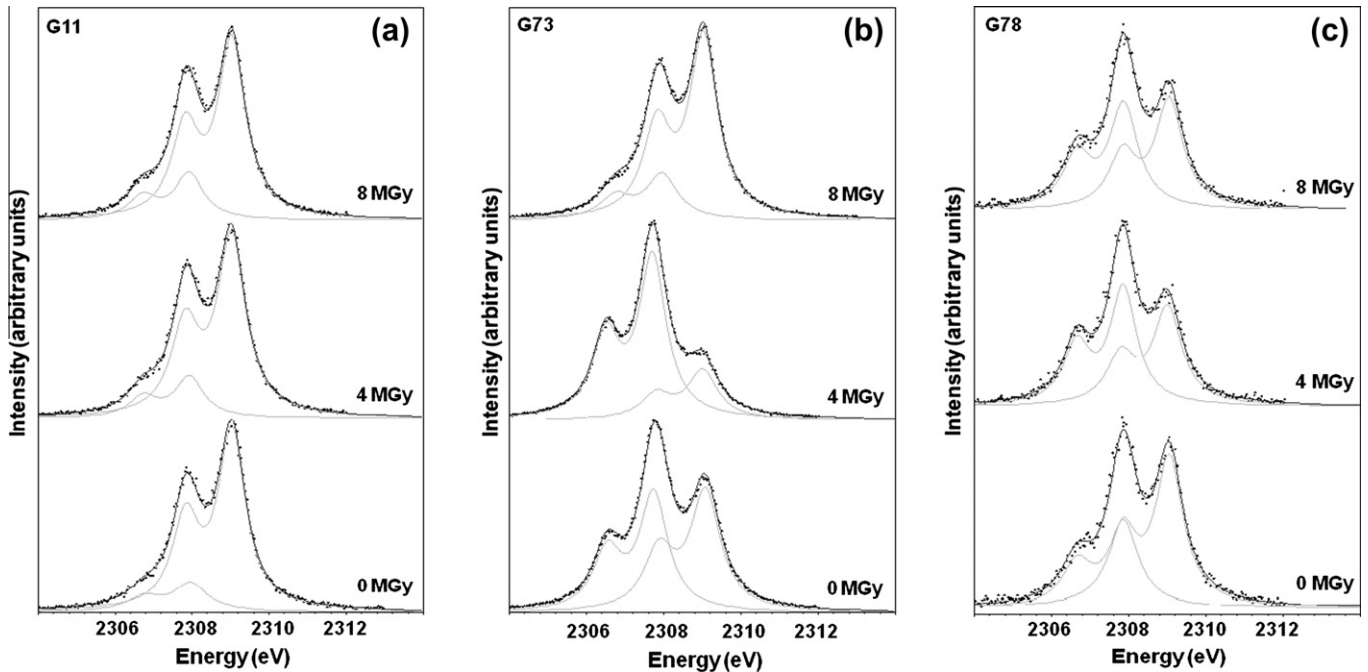 G11 (a)
8 MGy
4 MGy
0 MGy
2306 2308 2310 2312
Energy (eV)
Intensity (arbitrary units)
G73 (b)
8 MGy
4 MGy
0 MGy
2306 2308 2310 2312
Energy (eV)
Intensity (arbitrary units)
G78 (c)
8 MGy
4 MGy
0 MGy
2306 2308 2310 2312
Energy (eV)
Intensity (arbitrary units)